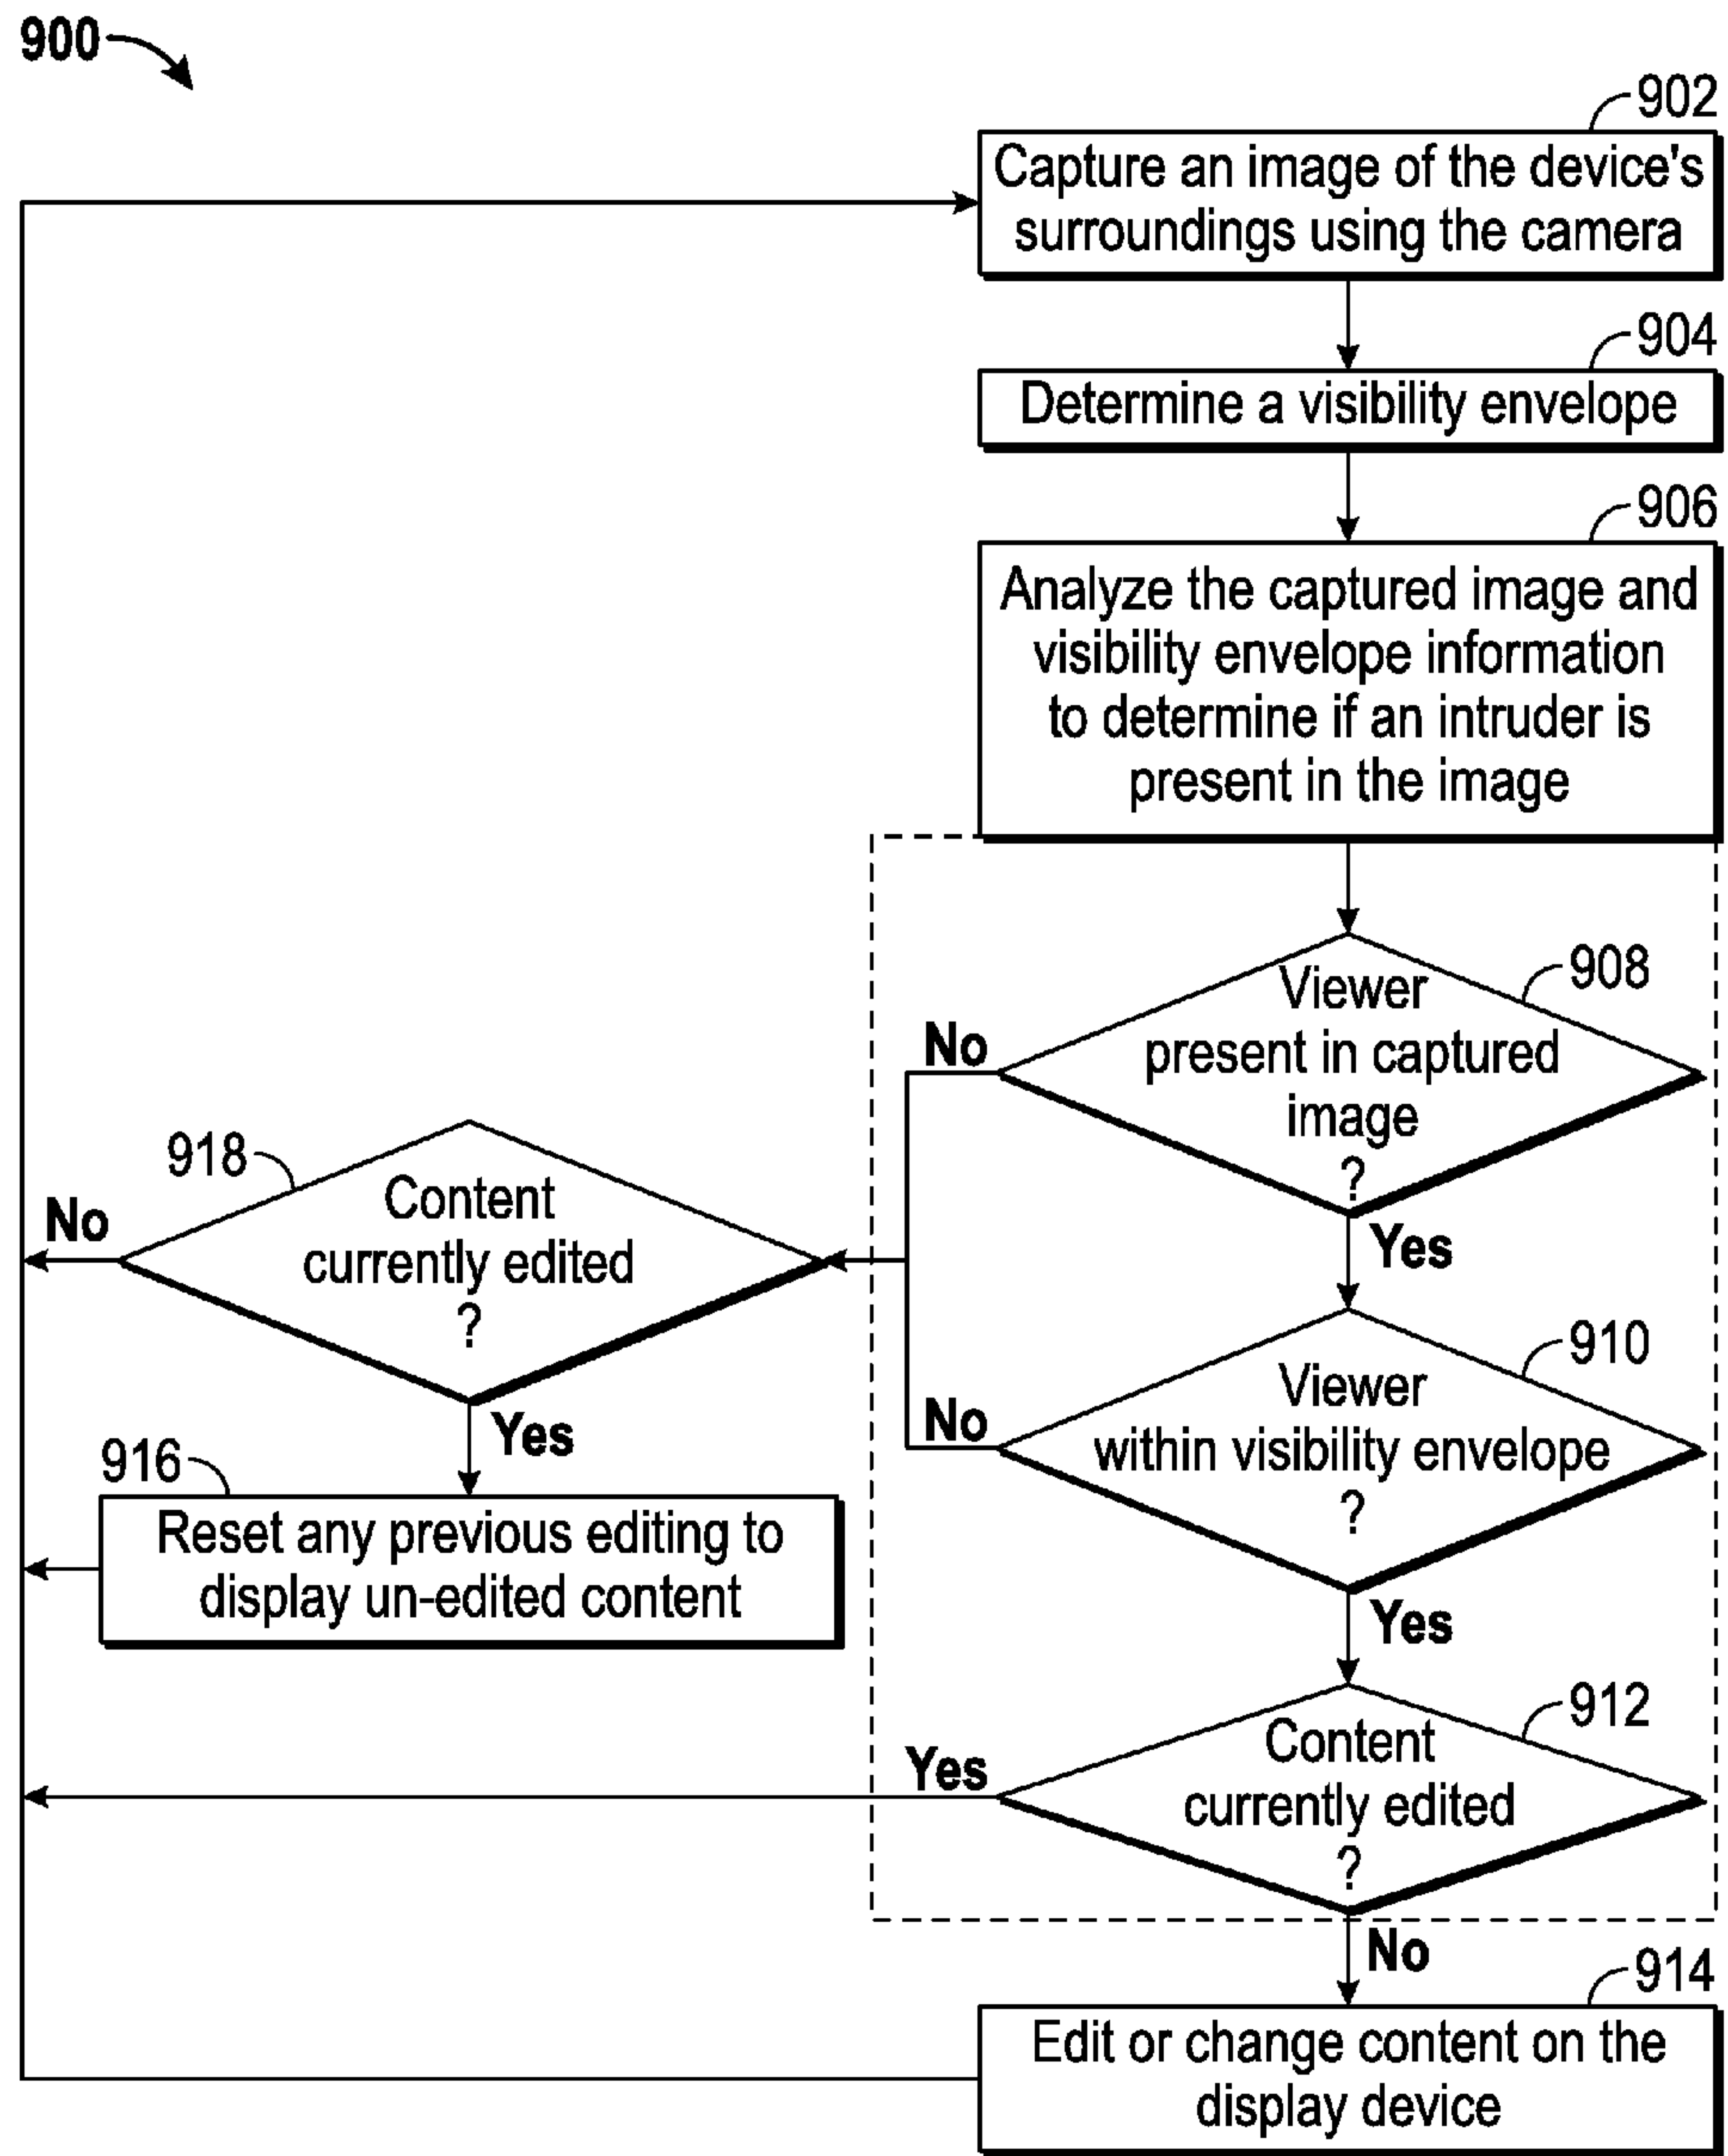 900
902
Capture an image of the device's
surroundings using the camera
904
Determine a visibility envelope
906
Analyze the captured image and
visibility envelope information
to determine if an intruder is
present in the image
908
Viewer
present in captured
image
?
No
Yes
918
Content
currently edited
?
No
Yes
910
Viewer
within visibility envelope
?
No
Yes
916
Reset any previous editing to
display un-edited content
912
Content
currently edited
?
Yes
No
914
Edit or change content on the
display device